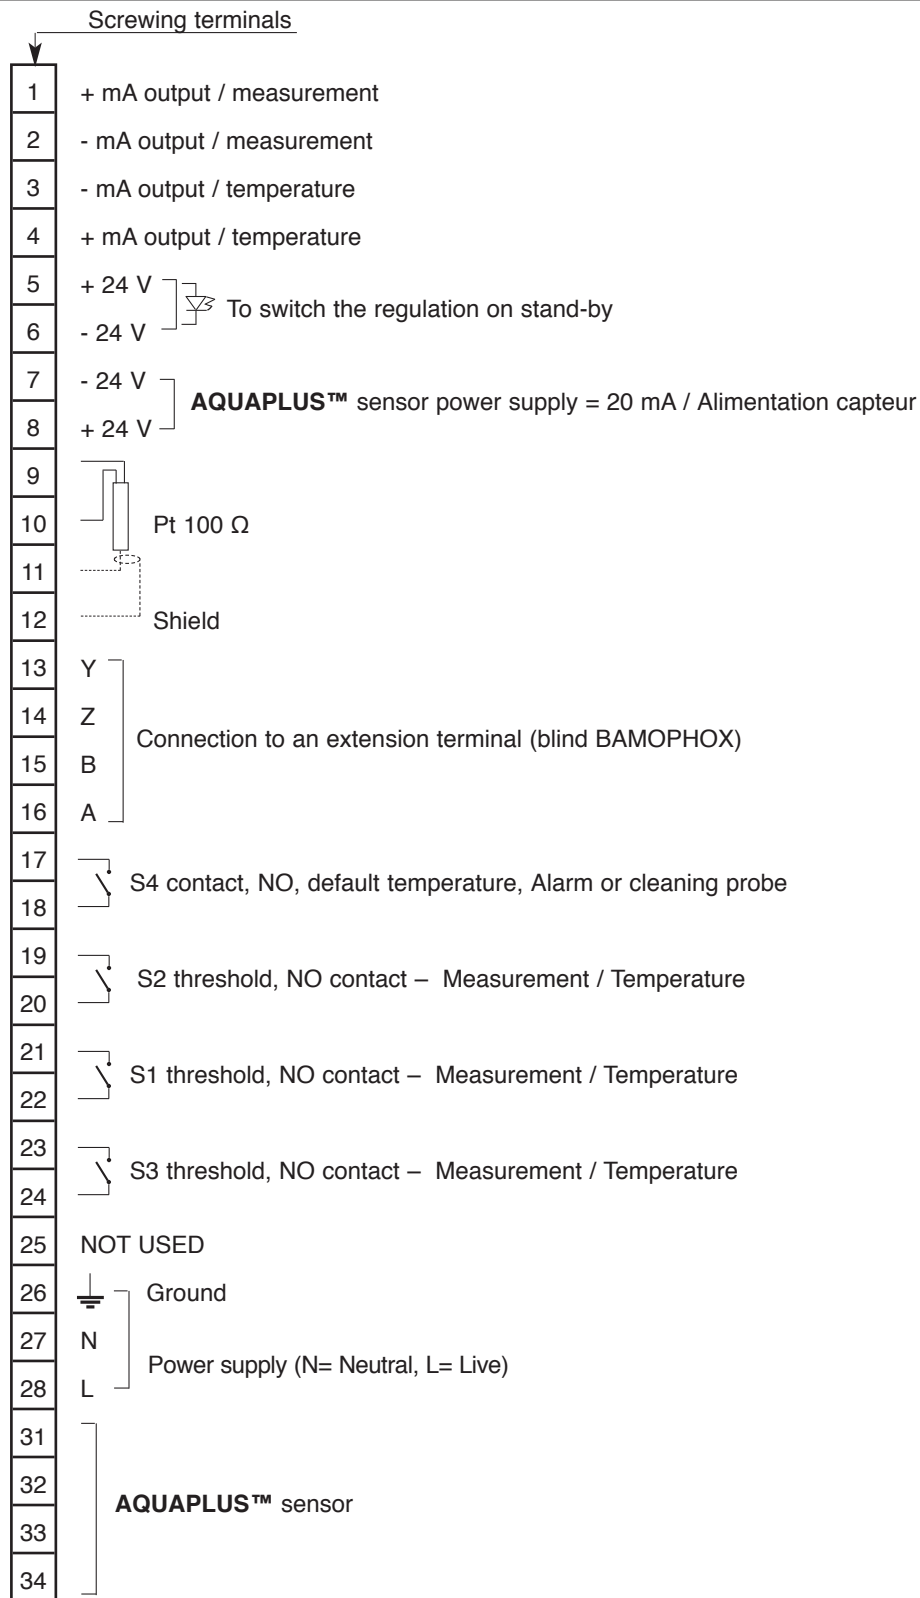 Screwing terminals
1 + mA output / measurement
2 - mA output / measurement
3 - mA output / temperature
4 + mA output / temperature
5 + 24 V
To switch the regulation on stand-by
6 - 24 V
7 - 24 V
AQUAPLUS™ sensor power supply = 20 mA / Alimentation capteur
8 + 24 V
9
10 Pt 100 Ω
11
12 Shield
13 Y
14 Z
Connection to an extension terminal (blind BAMOPHOX)
15 B
16 A
17
S4 contact, NO, default temperature, Alarm or cleaning probe
18
19
S2 threshold, NO contact – Measurement / Temperature
20
21
S1 threshold, NO contact – Measurement / Temperature
22
23
S3 threshold, NO contact – Measurement / Temperature
24
25 NOT USED
26 Ground
27 N
Power supply (N= Neutral, L= Live)
28 L
31
32
AQUAPLUS™ sensor
33
34